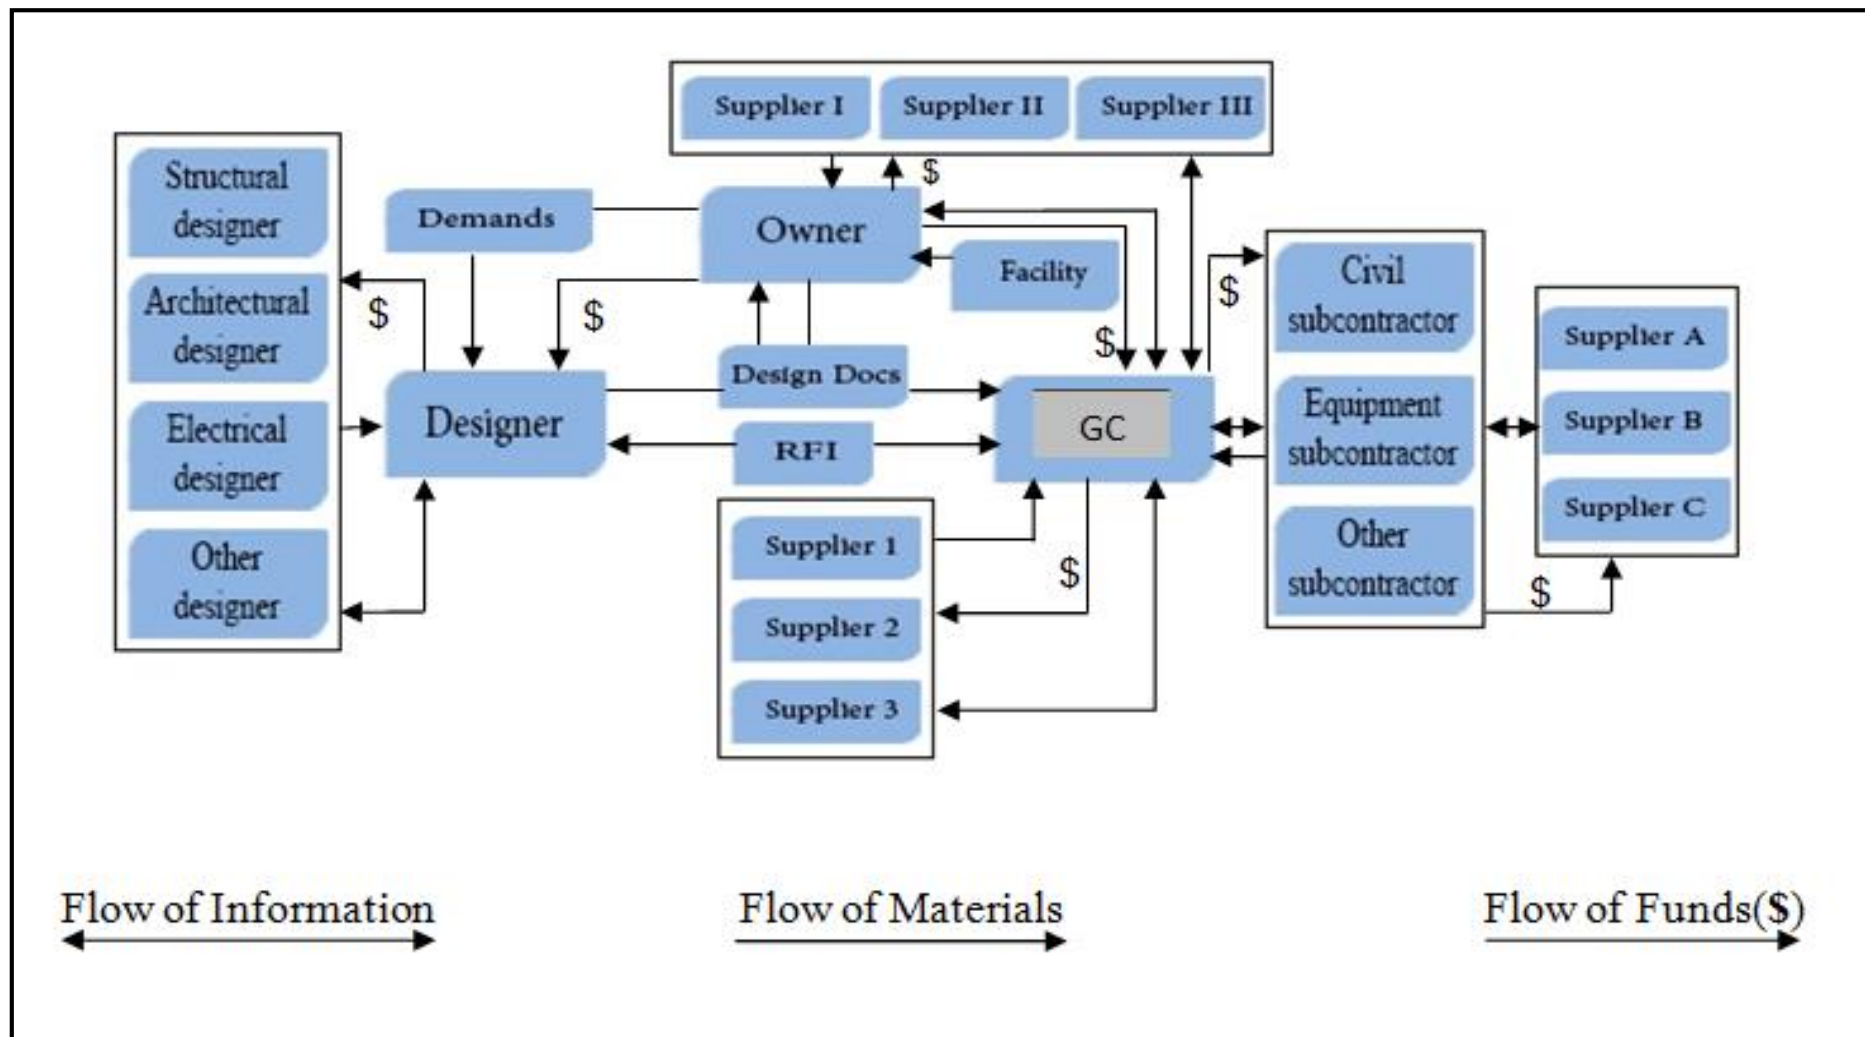 Supplier I
Supplier II
Supplier III
$
Structural
designer
Architectural
designer
Electrical
designer
Other
designer
$
Demands
Owner
Facility
$
$
$
Design Docs
Designer
RFI
GC
Civil
subcontractor
Equipment
subcontractor
Other
subcontractor
Supplier A
Supplier B
Supplier C
$
Supplier 1
Supplier 2
Supplier 3
$
Flow of Information
Flow of Materials
Flow of Funds($)